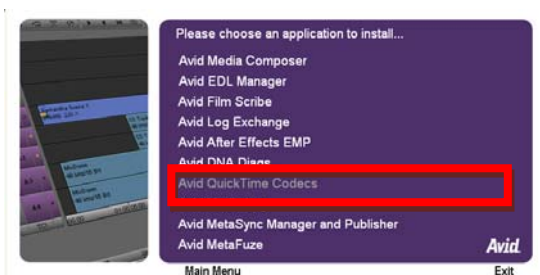 Please choose an application to install...
Avid Media Composer
Avid EDL Manager
Avid Film Scribe
Avid Log Exchange
Avid After Effects EMP
Avid DNA Diags
Avid QuickTime Codecs
Avid MetaSync Manager and Publisher
Avid MetaFuze
Avid
Main Menu
Exit